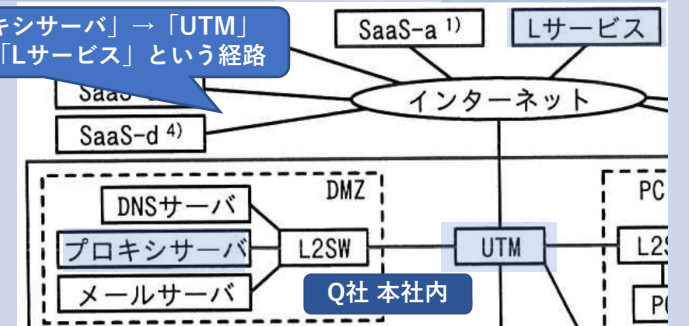 キシサーバ」→「UTM」
「Lサービス」という経路
SaaS-a 1)
Lサービス
インターネット
SaaS-d 4)
DMZ
DNSサーバ
プロキシサーバ
メールサーバ
L2SW
UTM
Q社 本社内
PC
L2S